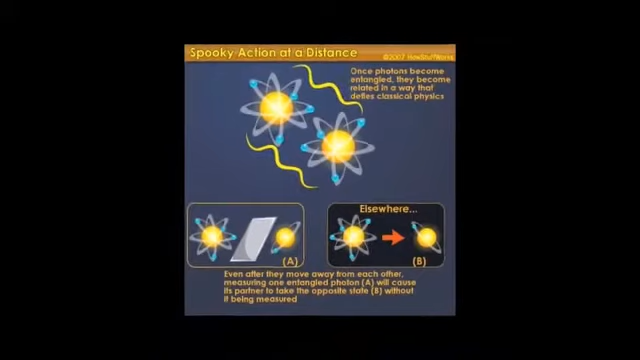 Spooky Action at a Distance
©2007 HowStuffWorks
Once photons become
entangled, they become
related in a way that
defies classical physics
Elsewhere...
(A)
(B)
Even after they move away from each other,
measuring one entangled photon (A) will cause
its partner to take the opposite state (B) without
it being measured